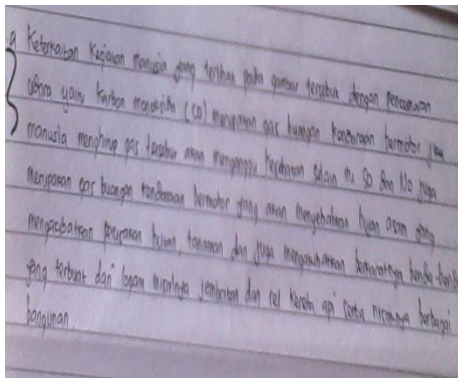 a. Keterkaitan kegiatan manusia yang terlihat pada gambar tersebut dengan pencemaran
udara yaitu karbon monoksida (CO) merupakan gas buangan kendaraan bermotor jika
manusia menghirup gas tersebut akan mengganggu kesehatan selain itu SO dan NO juga
merupakan gas buangan kendaraan bermotor yang akan menyebabkan hujan asam yang
mengakibatkan kerusakan hutan, tanaman dan juga mengakibatkan berkaratnya benda-benda
yang terbuat dari logam misalnya jembatan dan rel kereta api serta rusaknya berbagai
bangunan.